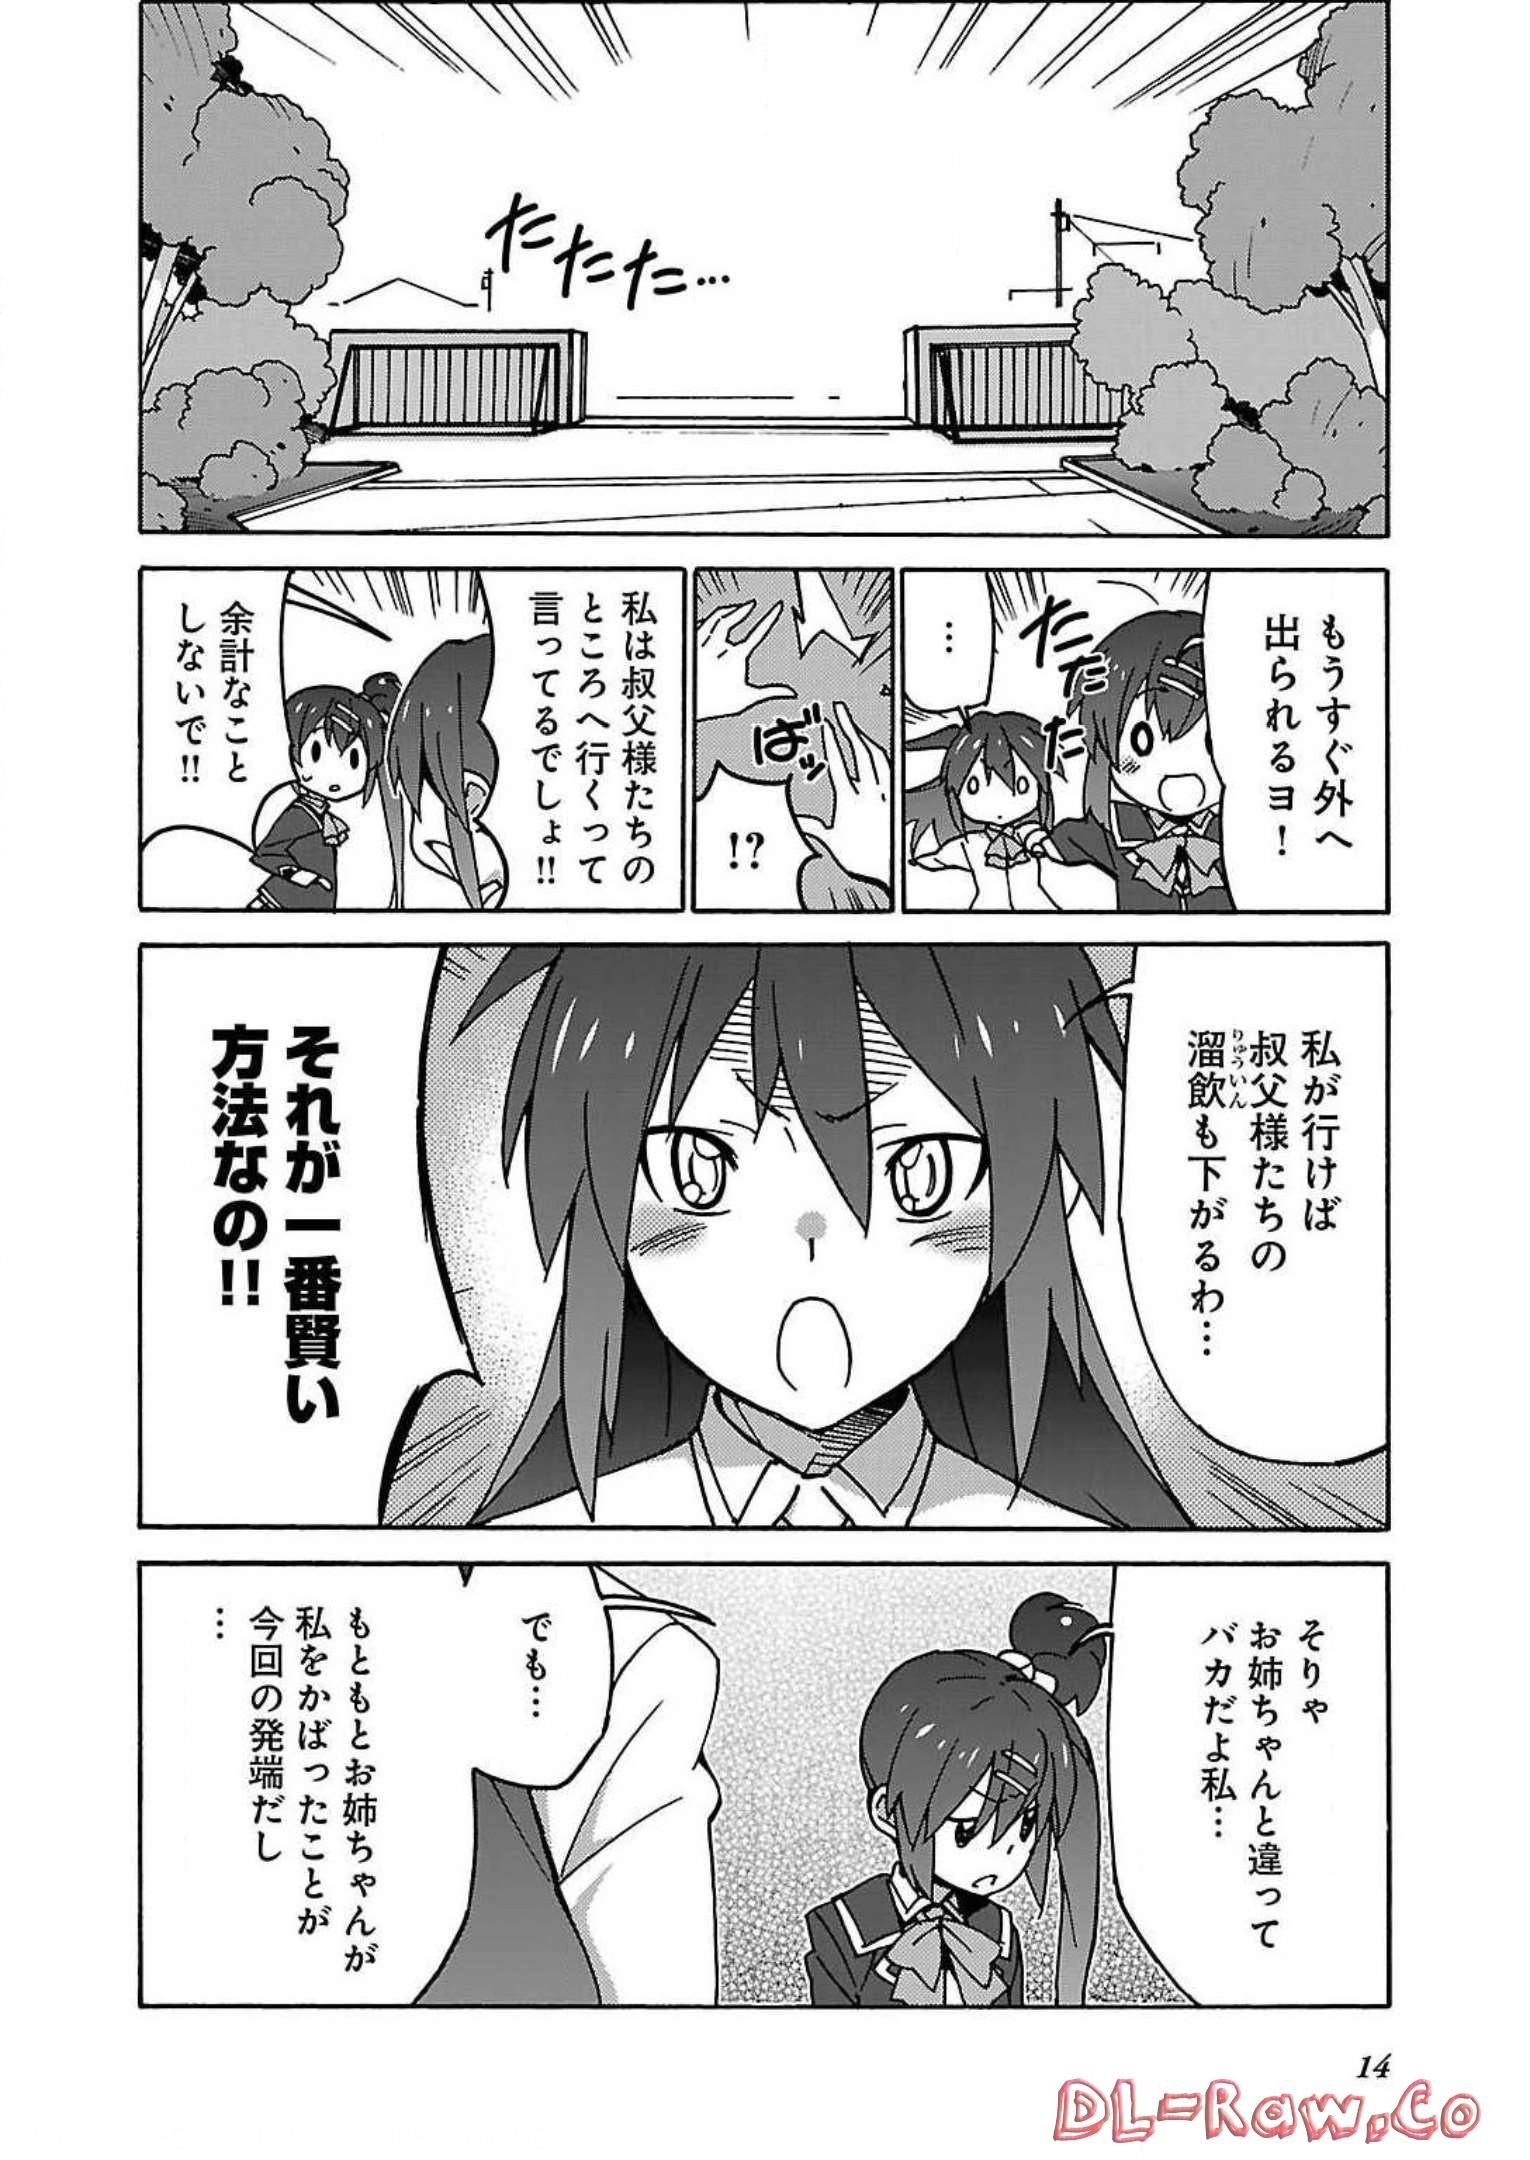 たたた…
もうすぐ外へ
出られるヨ！
たたた
…
ばッ
!?
私は叔父様たちの
ところへ行くって
言ってるでしょ!!
余計なこと
しないで!!
私が行けば
叔父様たちの
溜飲も下がるわ…
りゅういん
それが一番賢い
方法なの!!
そりゃ
お姉ちゃんと違って
バカだよ私…
でも…
もともとお姉ちゃんが
私をかばったことが
今回の発端だし
…
14
DL-Raw.Co